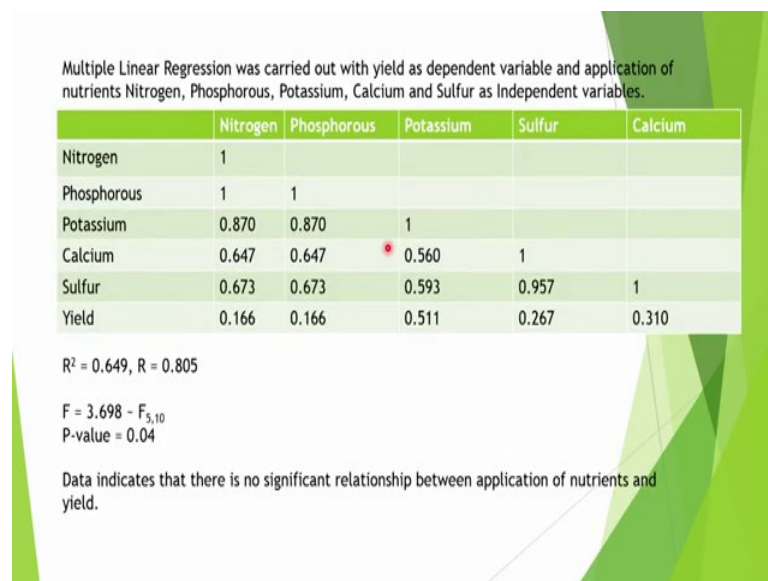 Multiple Linear Regression was carried out with yield as dependent variable and application of
nutrients Nitrogen, Phosphorous, Potassium, Calcium and Sulfur as Independent variables.
Nitrogen Phosphorous Potassium Sulfur Calcium
Nitrogen 1
Phosphorous 1 1
Potassium 0.870 0.870 1
Calcium 0.647 0.647 0.560 1
Sulfur 0.673 0.673 0.593 0.957 1
Yield 0.166 0.166 0.511 0.267 0.310
R² = 0.649, R = 0.805
F = 3.698 – F₅,₁₀
P-value = 0.04
Data indicates that there is no significant relationship between application of nutrients and
yield.